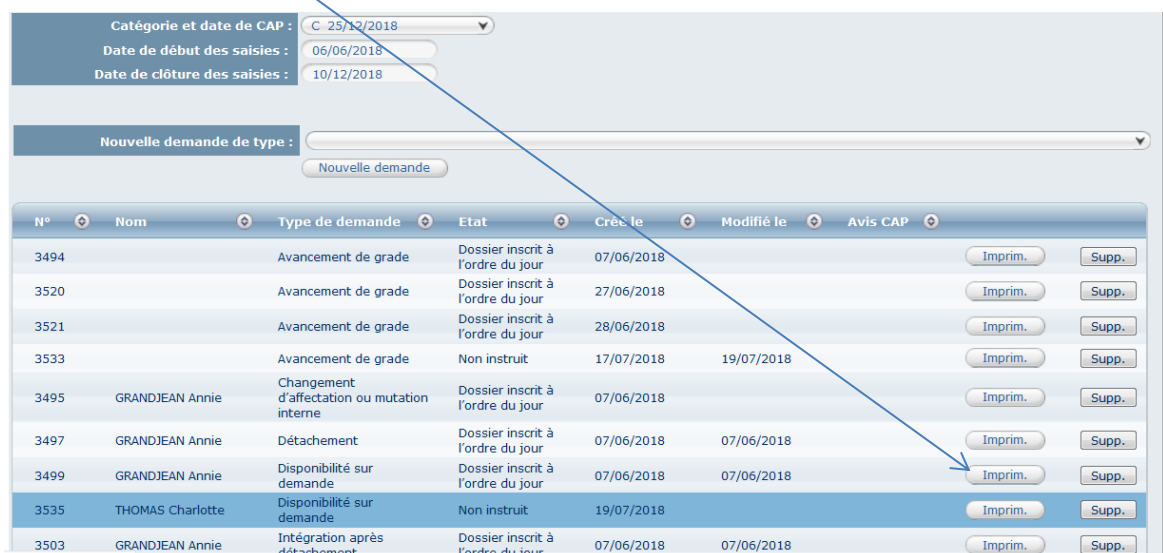 Catégorie et date de CAP : C 25/12/2018
Date de début des saisies : 06/06/2018
Date de clôture des saisies : 10/12/2018
Nouvelle demande de type :
Nouvelle demande
N° Nom Type de demande Etat Créé le Modifié le Avis CAP
3494 Avancement de grade Dossier inscrit à l'ordre du jour 07/06/2018 Imprim. Supp.
3520 Avancement de grade Dossier inscrit à l'ordre du jour 27/06/2018 Imprim. Supp.
3521 Avancement de grade Dossier inscrit à l'ordre du jour 28/06/2018 Imprim. Supp.
3533 Avancement de grade Non instruit 17/07/2018 19/07/2018 Imprim. Supp.
3495 GRANDJEAN Annie Changement d'affectation ou mutation interne Dossier inscrit à l'ordre du jour 07/06/2018 Imprim. Supp.
3497 GRANDJEAN Annie Détachement Dossier inscrit à l'ordre du jour 07/06/2018 07/06/2018 Imprim. Supp.
3499 GRANDJEAN Annie Disponibilité sur demande Dossier inscrit à l'ordre du jour 07/06/2018 07/06/2018 Imprim. Supp.
3535 THOMAS Charlotte Disponibilité sur demande Non instruit 19/07/2018 Imprim. Supp.
3503 GRANDJEAN Annie Intégration après détachement Dossier inscrit à l'ordre du jour 07/06/2018 07/06/2018 Imprim. Supp.